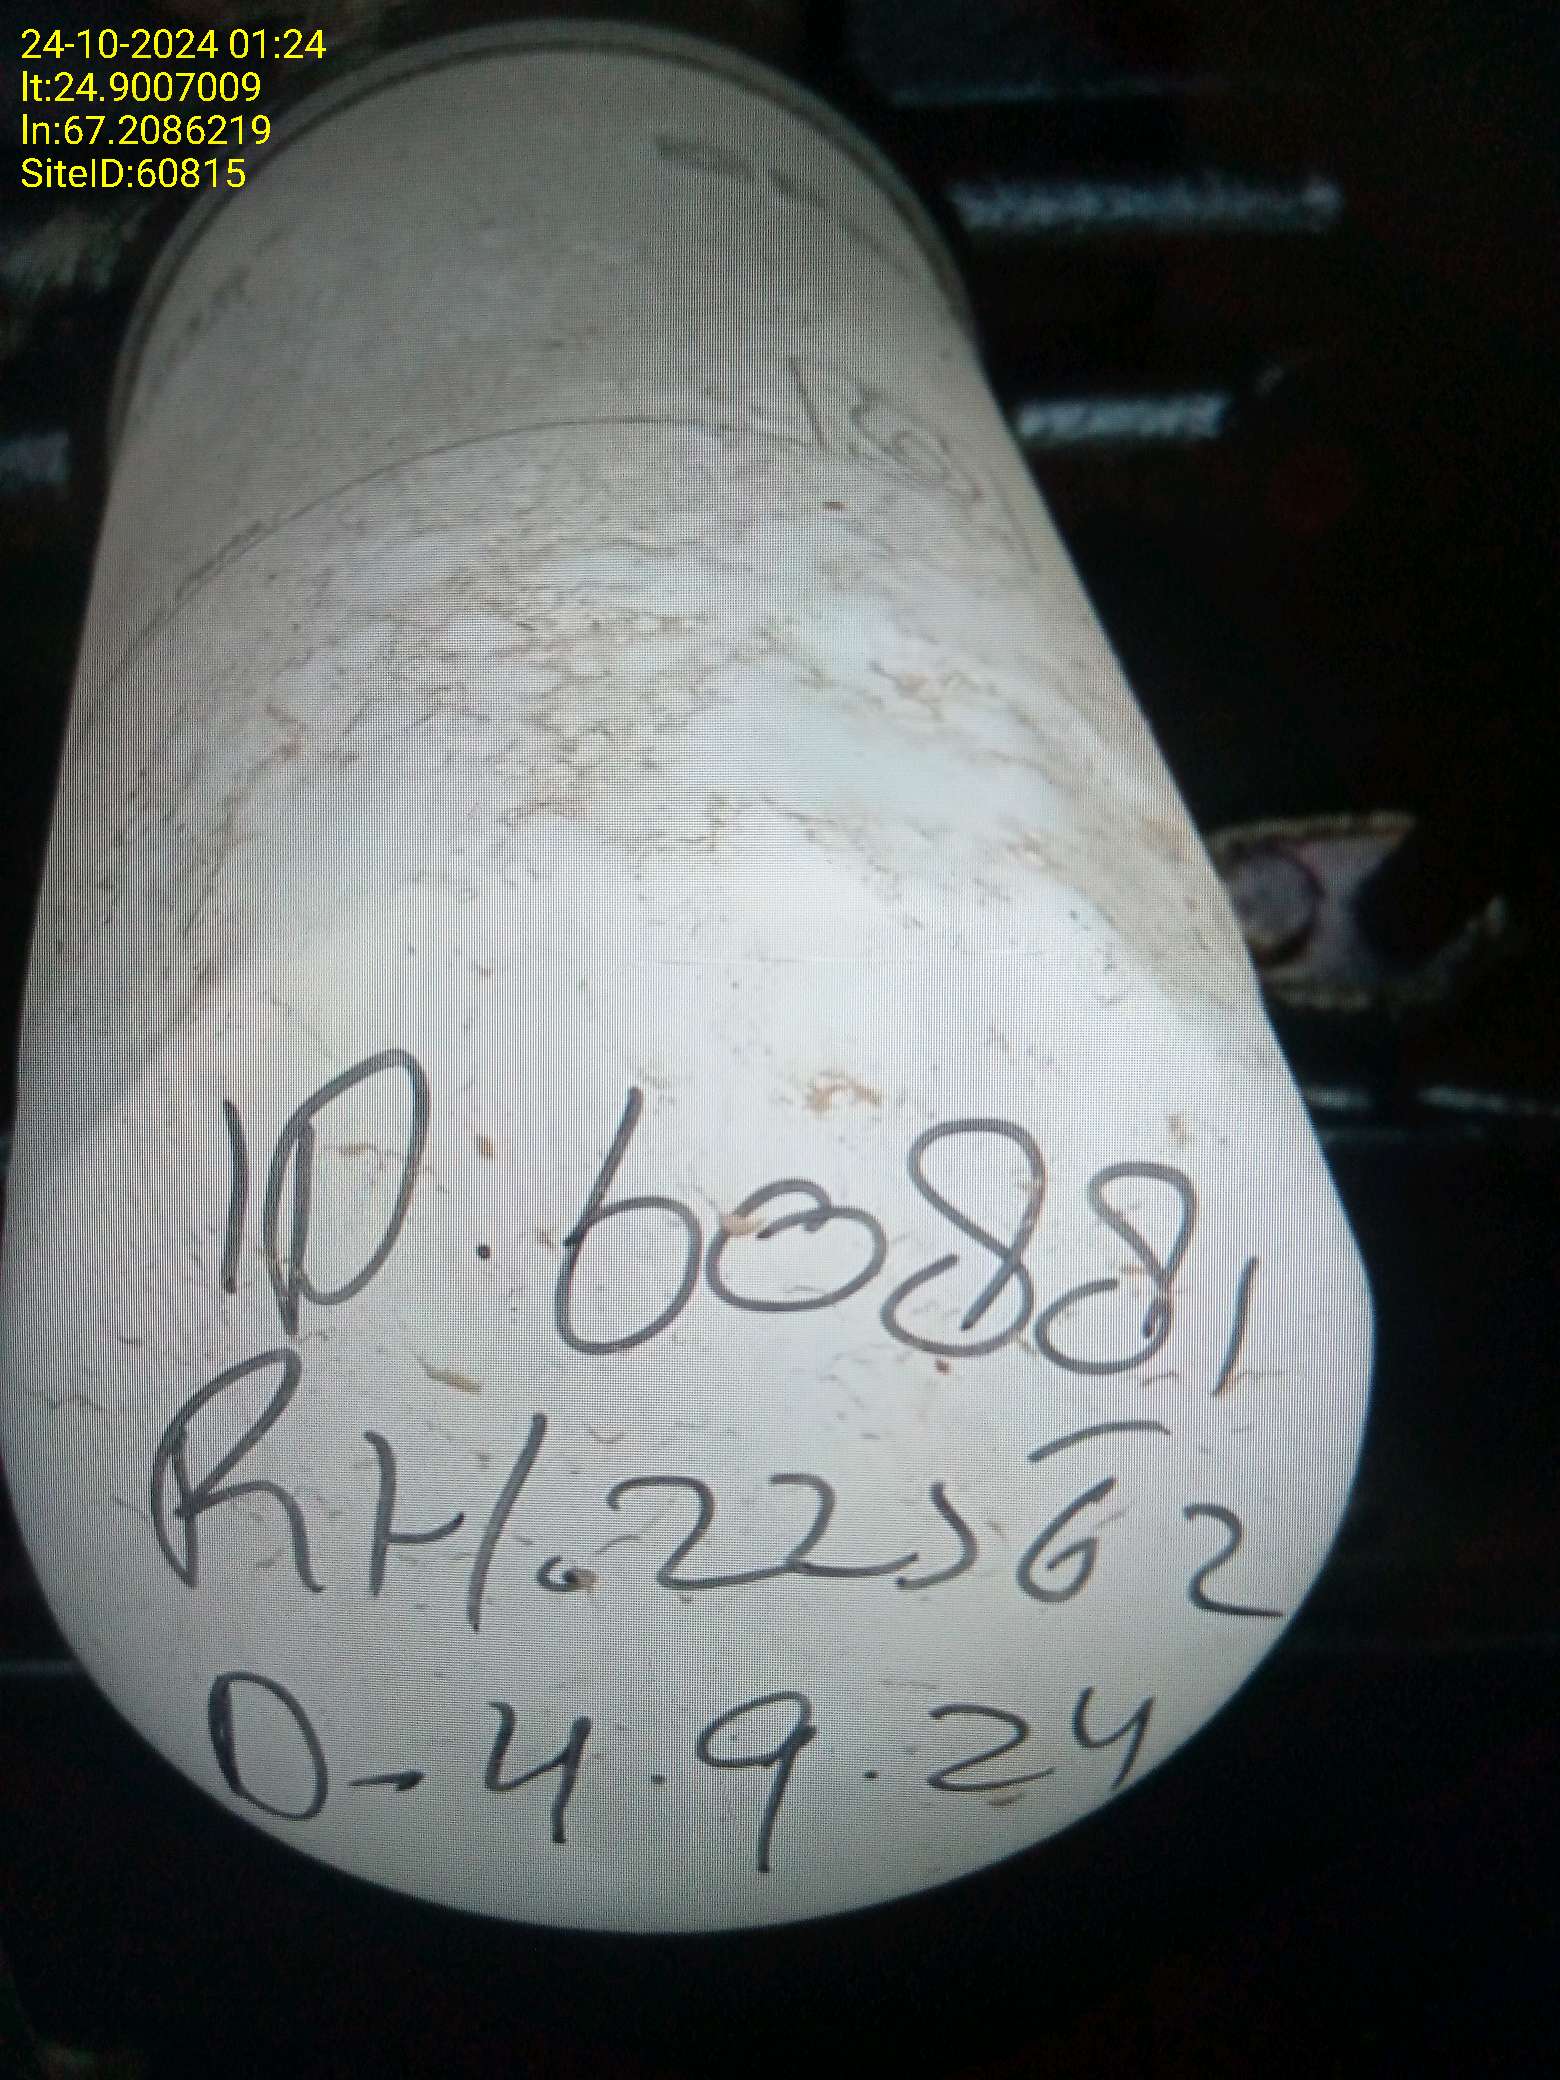 24-10-2024 01:24
lt:24.9007009
ln:67.2086219
SiteID:60815
ID.60881
RH.22562
D-4.9.24